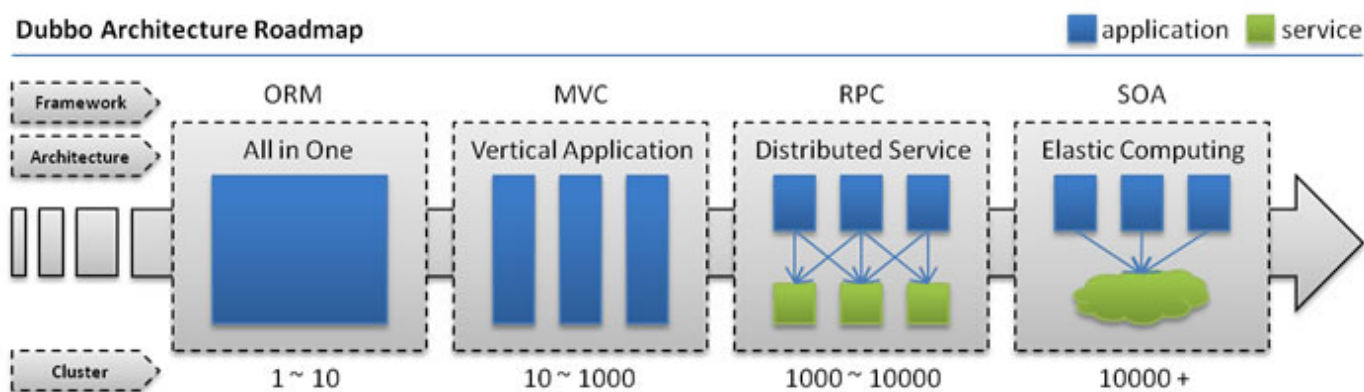 Dubbo Architecture Roadmap
application service
Framework
ORM MVC RPC SOA
Architecture
All in One Vertical Application Distributed Service Elastic Computing
Cluster
1 ~ 10 10 ~ 1000 1000 ~ 10000 10000 +